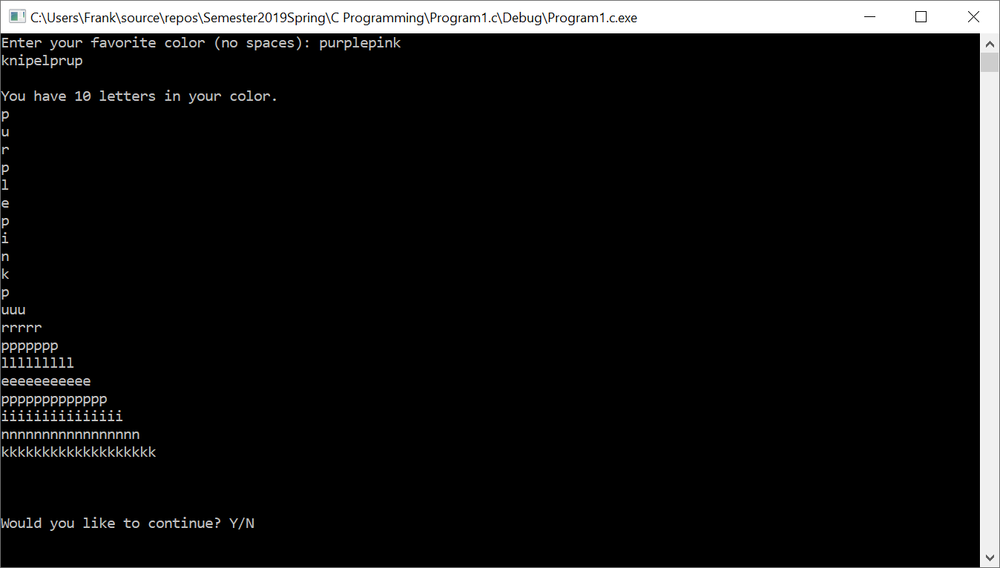 C:\Users\Frank\source\repos\Semester2019Spring\C Programming\Program1.c\Debug\Program1.c.exe
Enter your favorite color (no spaces): purplepink
knipelprup
You have 10 letters in your color.
p
u
r
p
l
e
p
i
n
k
p
uuu
rrrrr
ppppppp
lllllllll
eeeeeeeeeee
ppppppppppppp
iiiiiiiiiiiiiii
nnnnnnnnnnnnnnnnn
kkkkkkkkkkkkkkkkkkk
Would you like to continue? Y/N